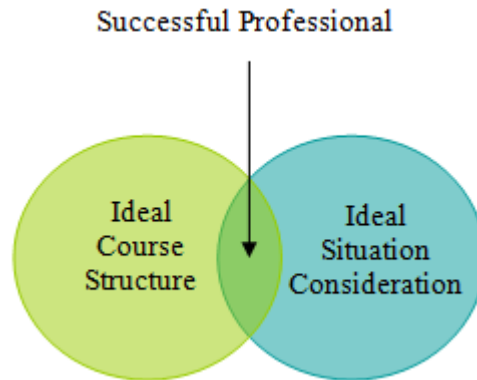 Successful Professional
Ideal
Course
Structure
Ideal
Situation
Consideration